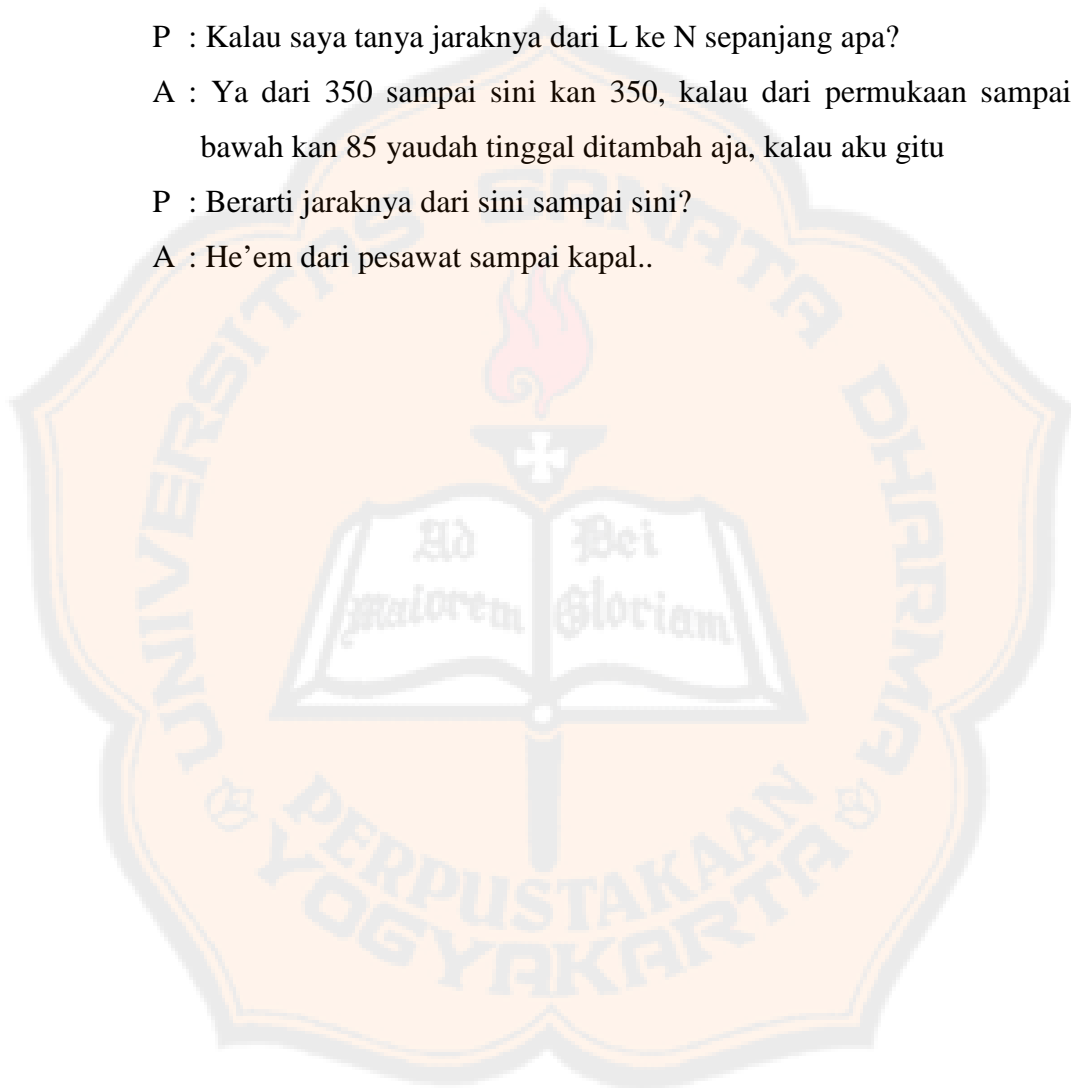 P : Kalau saya tanya jaraknya dari L ke N sepanjang apa?
A : Ya dari 350 sampai sini kan 350, kalau dari permukaan sampai
bawah kan 85 yaudah tinggal ditambah aja, kalau aku gitu
P : Berarti jaraknya dari sini sampai sini?
A : He’em dari pesawat sampai kapal..
UNIVERSITAS SANATA DHARMA
Ad Dei
Maiorem Gloriam
PERPUSTAKAAN
YOGYAKARTA